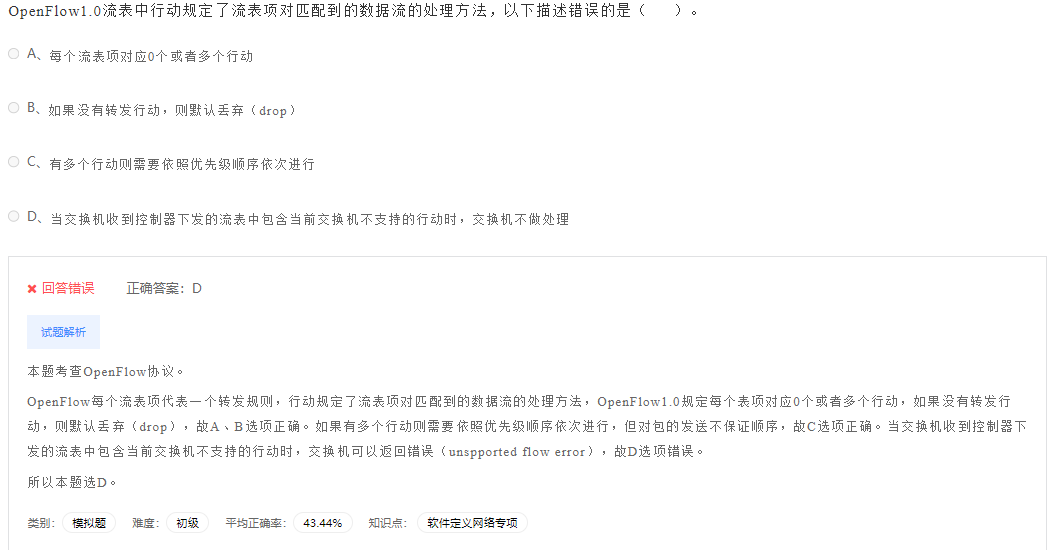 OpenFlow1.0流表中行动规定了流表项对匹配到的数据流的处理方法，以下描述错误的是（　　）。
A、每个流表项对应0个或者多个行动
B、如果没有转发行动，则默认丢弃（drop）
C、有多个行动则需要依照优先级顺序依次进行
D、当交换机收到控制器下发的流表中包含当前交换机不支持的行动时，交换机不做处理
✖ 回答错误 正确答案：D
试题解析
本题考查OpenFlow协议。
OpenFlow每个流表项代表一个转发规则，行动规定了流表项对匹配到的数据流的处理方法，OpenFlow1.0规定每个表项对应0个或者多个行动，如果没有转发行
动，则默认丢弃（drop），故A、B选项正确。如果有多个行动则需要依照优先级顺序依次进行，但对包的发送不保证顺序，故C选项正确。当交换机收到控制器下
发的流表中包含当前交换机不支持的行动时，交换机可以返回错误（unspported flow error），故D选项错误。
所以本题选D。
类别： 模拟题 难度： 初级 平均正确率： 43.44% 知识点： 软件定义网络专项